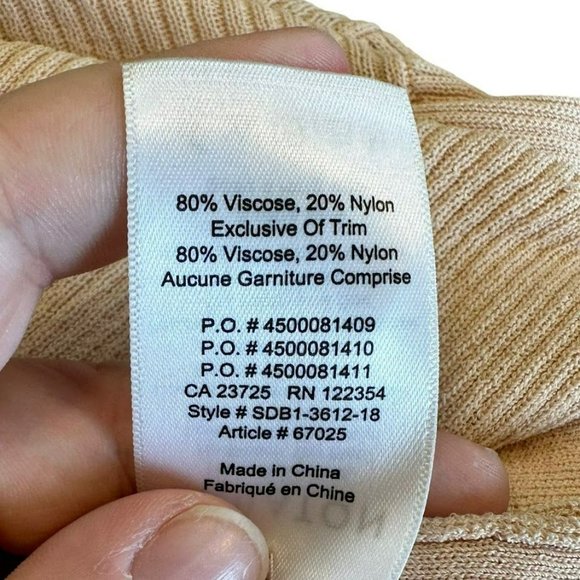 80% Viscose, 20% Nylon
Exclusive Of Trim
80% Viscose, 20% Nylon
Aucune Garniture Comprise
P.O. # 4500081409
P.O. # 4500081410
P.O. # 4500081411
CA 23725 RN 122354
Style # SDB1-3612-18
Article # 67025
Made in China
Fabriqué en Chine